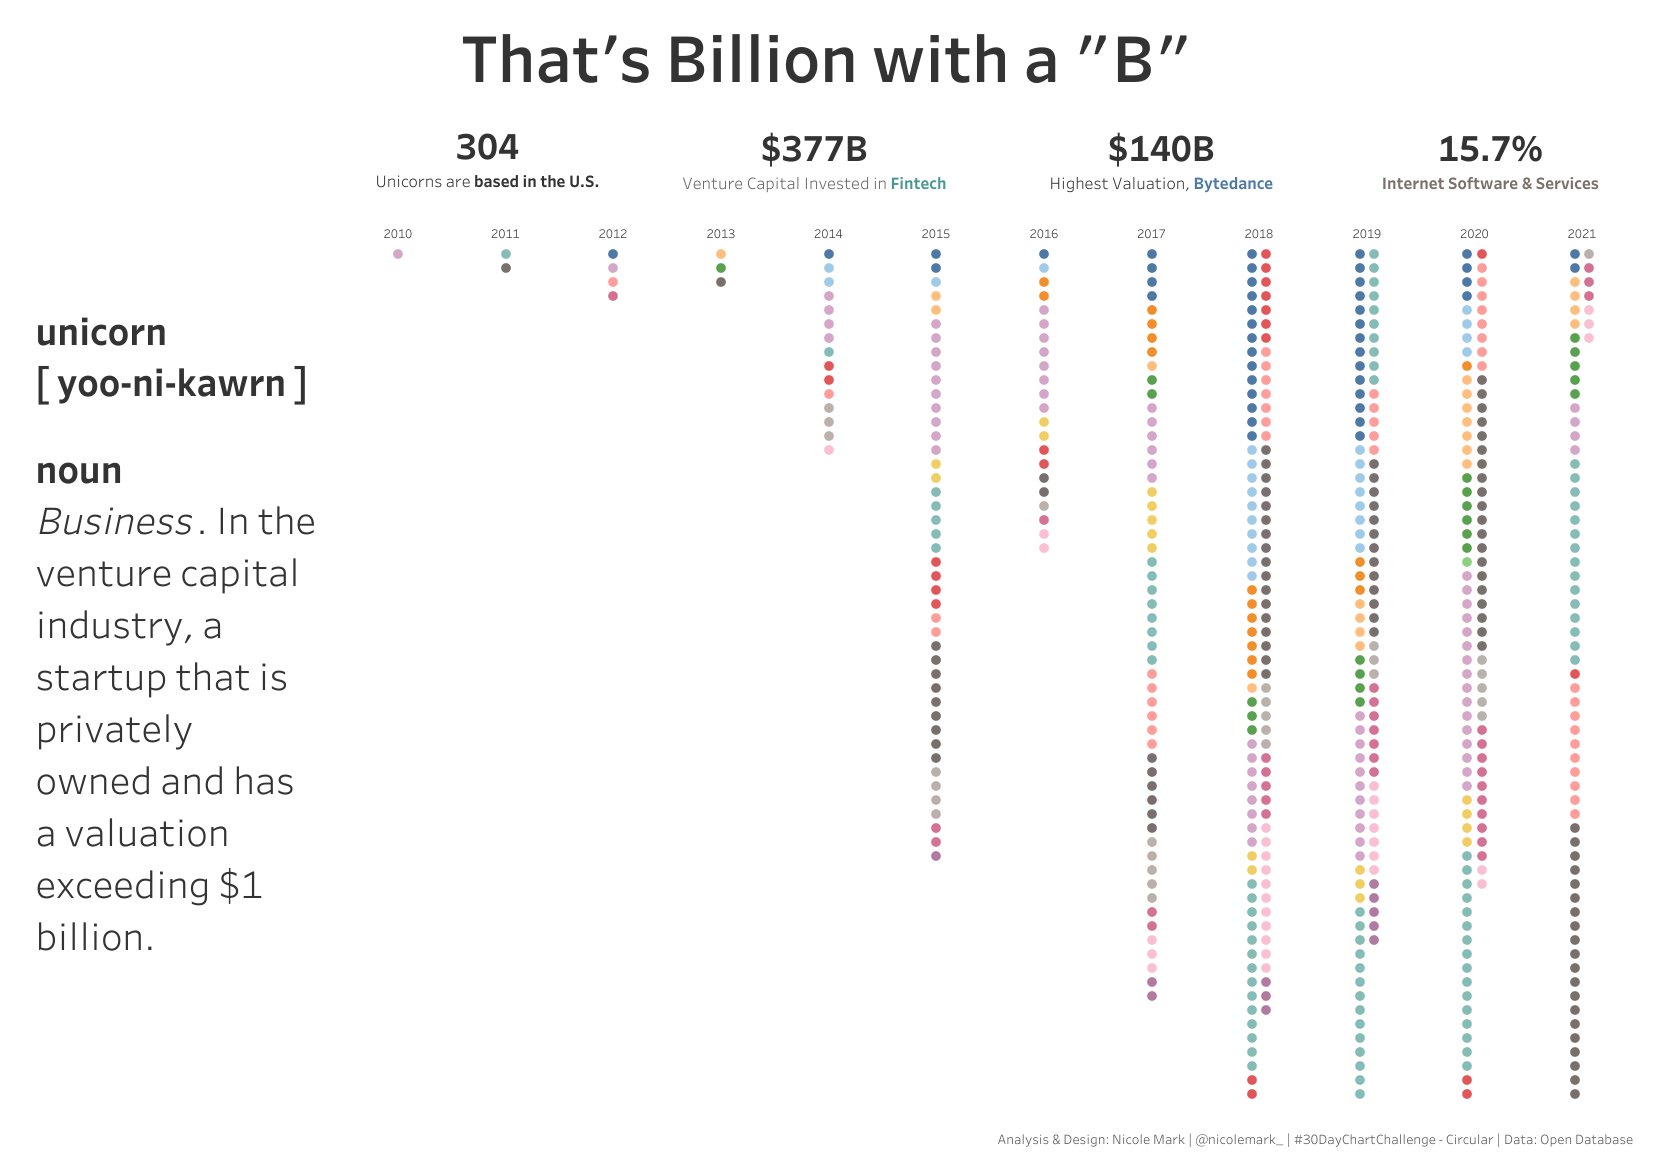 That's Billion with a "B"
304
Unicorns are based in the U.S.
$377B
Venture Capital Invested in Fintech
$140B
Highest Valuation, Bytedance
15.7%
Internet Software & Services
2010 2011 2012 2013 2014 2015 2016 2017 2018 2019 2020 2021
unicorn
[ yoo-ni-kawrn ]
noun
Business. In the
venture capital
industry, a
startup that is
privately
owned and has
a valuation
exceeding $1
billion.
Analysis & Design: Nicole Mark | @nicolemark_ | #30DayChartChallenge - Circular | Data: Open Database